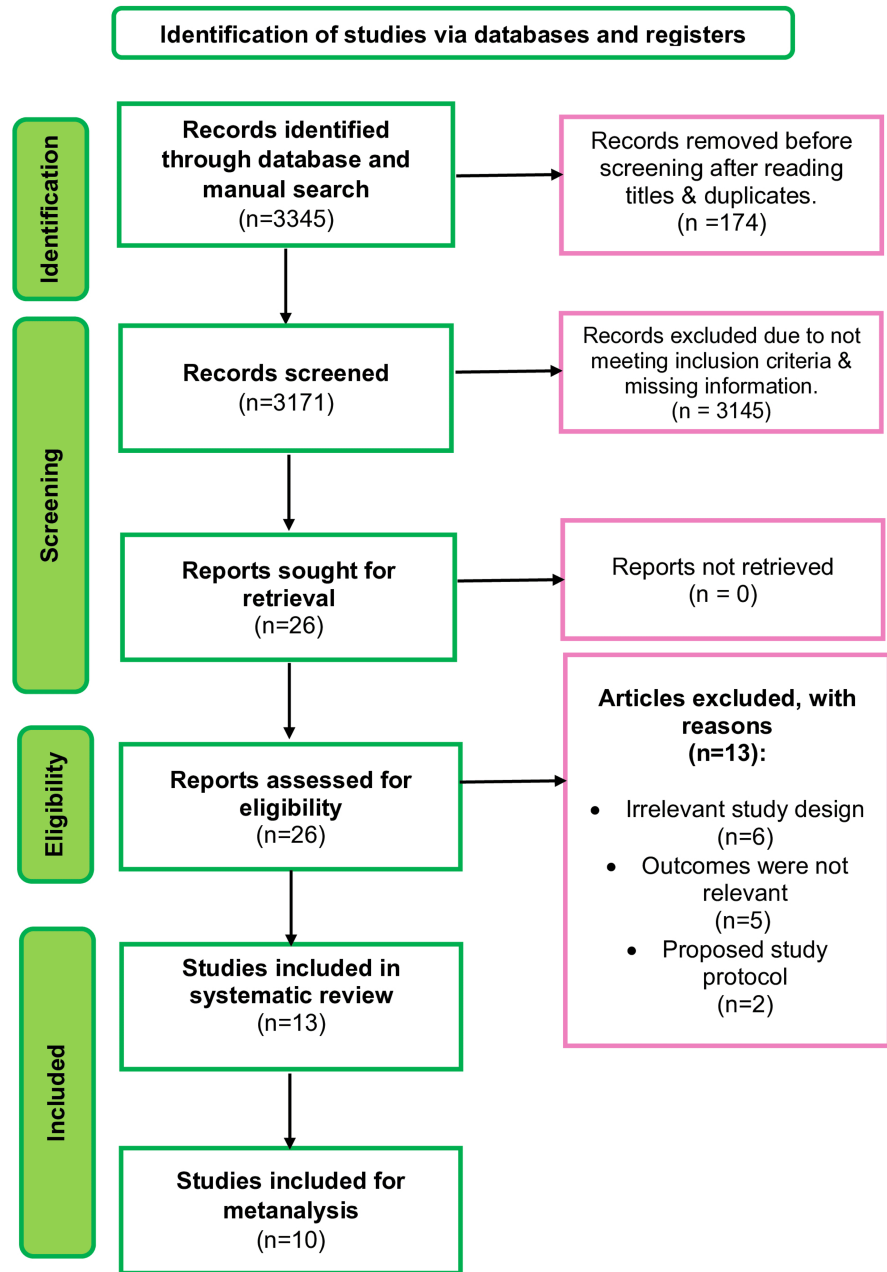 Identification of studies via databases and registers
Identification
Records identified
through database and
manual search
(n=3345)
Records removed before
screening after reading
titles & duplicates.
(n =174)
Screening
Records screened
(n=3171)
Records excluded due to not
meeting inclusion criteria &
missing information.
(n = 3145)
Reports sought for
retrieval
(n=26)
Reports not retrieved
(n = 0)
Eligibility
Reports assessed for
eligibility
(n=26)
Articles excluded, with
reasons
(n=13):
• Irrelevant study design
(n=6)
• Outcomes were not
relevant
(n=5)
• Proposed study
protocol
(n=2)
Included
Studies included in
systematic review
(n=13)
Studies included for
metanalysis
(n=10)